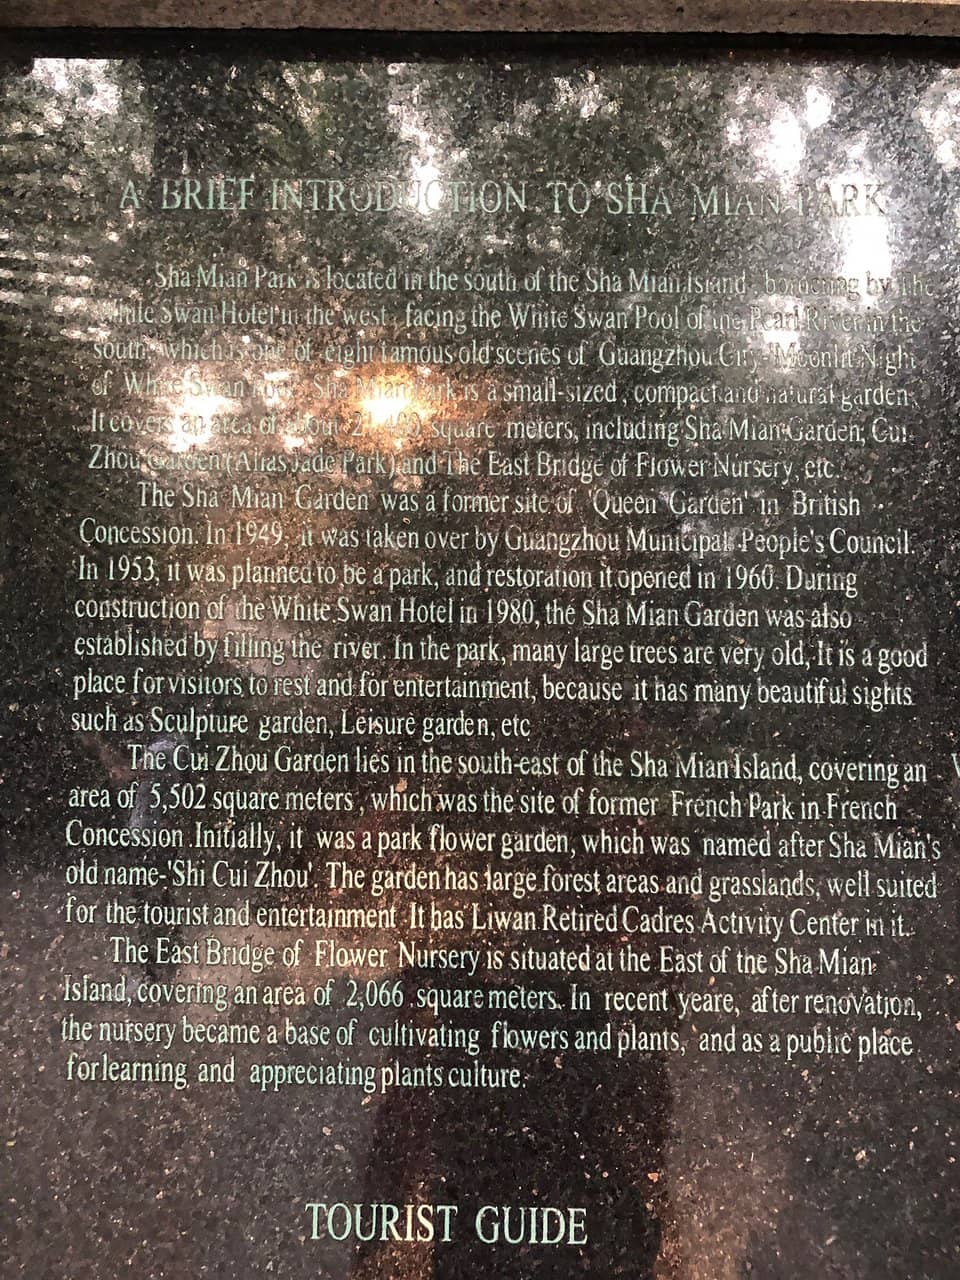 A BRIEF INTRODUCTION TO SHA MIAN PARK
Sha Mian Park is located in the south of the Sha Mian Island, bordering by the
White Swan Hotel in the west, facing the White Swan Pool of the Pearl River in the
south, which is one of eight famous old scenes of Guangzhou City-'Moonlit Night
of White Swan Pool'. Sha Mian Park is a small-sized, compact and natural garden.
It covers an area of about square meters, including Sha Mian Garden, Cui
Zhou Garden(Alias Jade Park) and The East Bridge of Flower Nursery, etc.
The Sha Mian Garden was a former site of 'Queen Garden' in British
Concession. In 1949, it was taken over by Guangzhou Municipal People's Council.
In 1953, it was planned to be a park, and restoration it opened in 1960. During
construction of the White Swan Hotel in 1980, the Sha Mian Garden was also
established by filling the river. In the park, many large trees are very old, It is a good
place for visitors to rest and for entertainment, because it has many beautiful sights
such as Sculpture garden, Leisure garden, etc
The Cui Zhou Garden lies in the south-east of the Sha Mian Island, covering an
area of 5,502 square meters, which was the site of former French Park in French
Concession. Initially, it was a park flower garden, which was named after Sha Mian's
old name-'Shi Cui Zhou'. The garden has large forest areas and grasslands, well suited
for the tourist and entertainment. It has Liwan Retired Cadres Activity Center in it.
The East Bridge of Flower Nursery is situated at the East of the Sha Mian
Island, covering an area of 2,066 square meters. In recent yeare, after renovation,
the nursery became a base of cultivating flowers and plants, and as a public place
for learning and appreciating plants culture.
TOURIST GUIDE